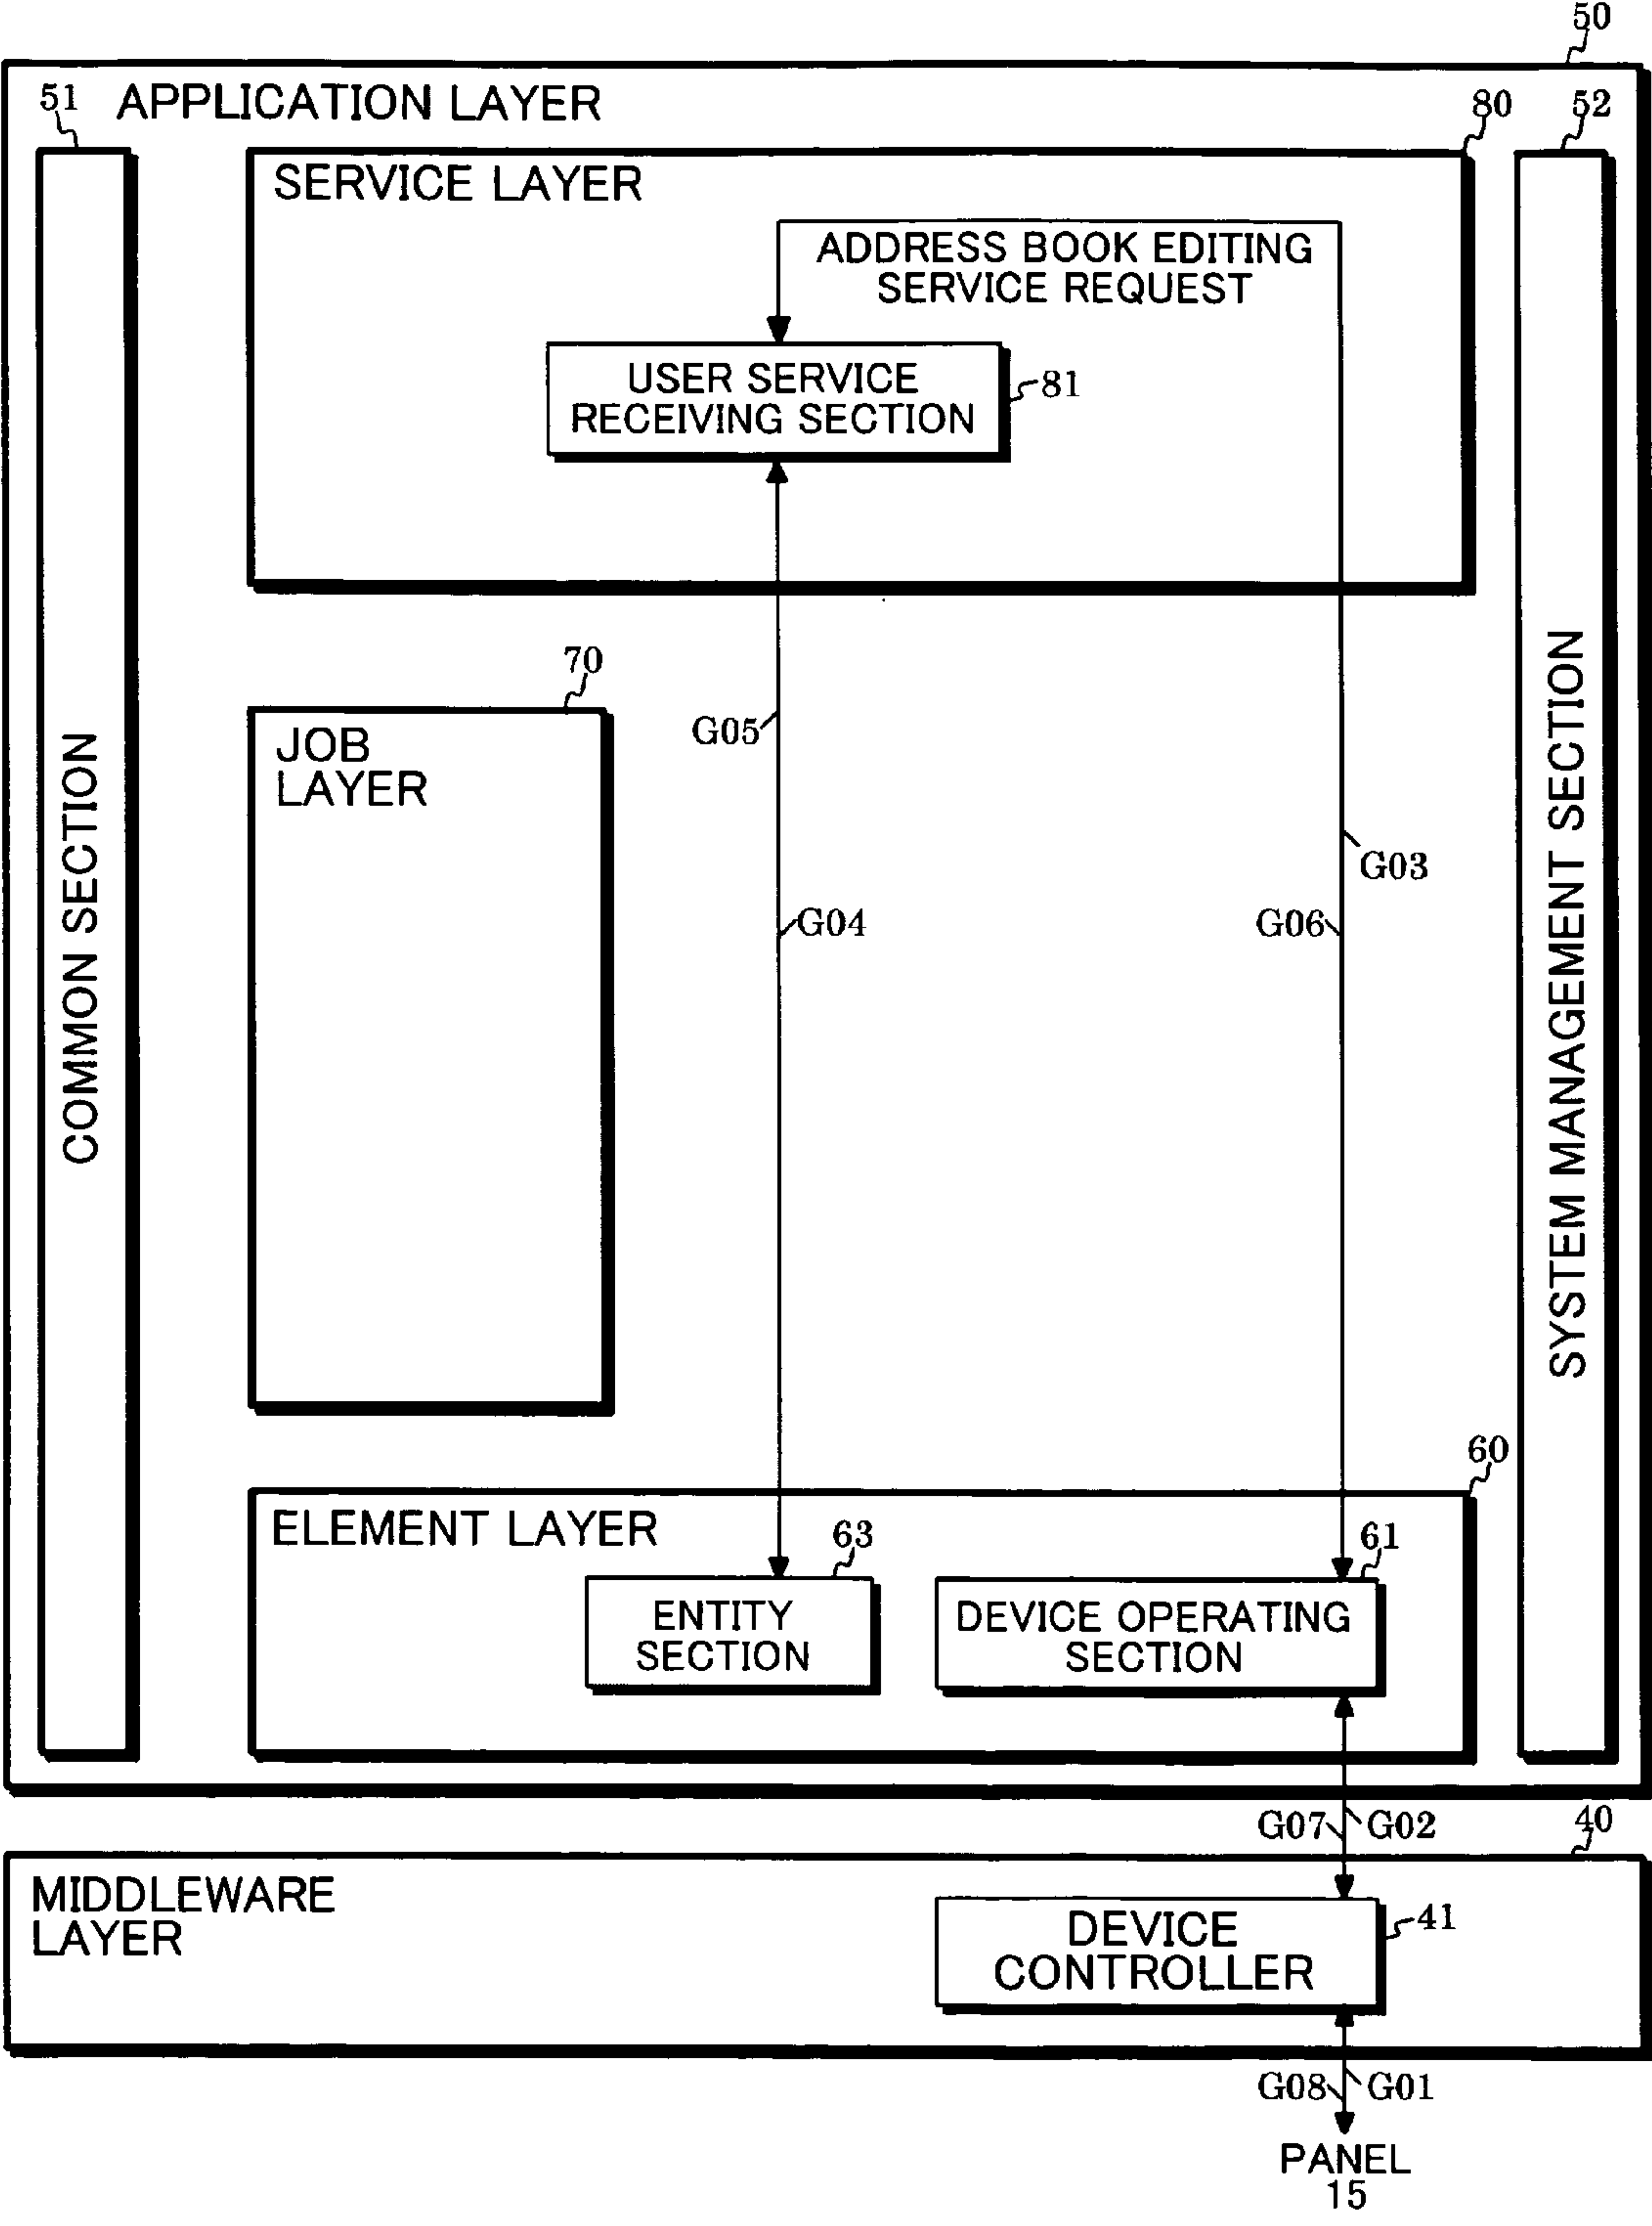 50
51
APPLICATION LAYER
80
52
SERVICE LAYER
ADDRESS BOOK EDITING
SERVICE REQUEST
USER SERVICE
RECEIVING SECTION
81
70
JOB
LAYER
G05
G03
G04
G06
COMMON SECTION
SYSTEM MANAGEMENT SECTION
60
ELEMENT LAYER
63
61
ENTITY
SECTION
DEVICE OPERATING
SECTION
G07
G02
40
MIDDLEWARE
LAYER
DEVICE
CONTROLLER
41
G08
G01
PANEL
15